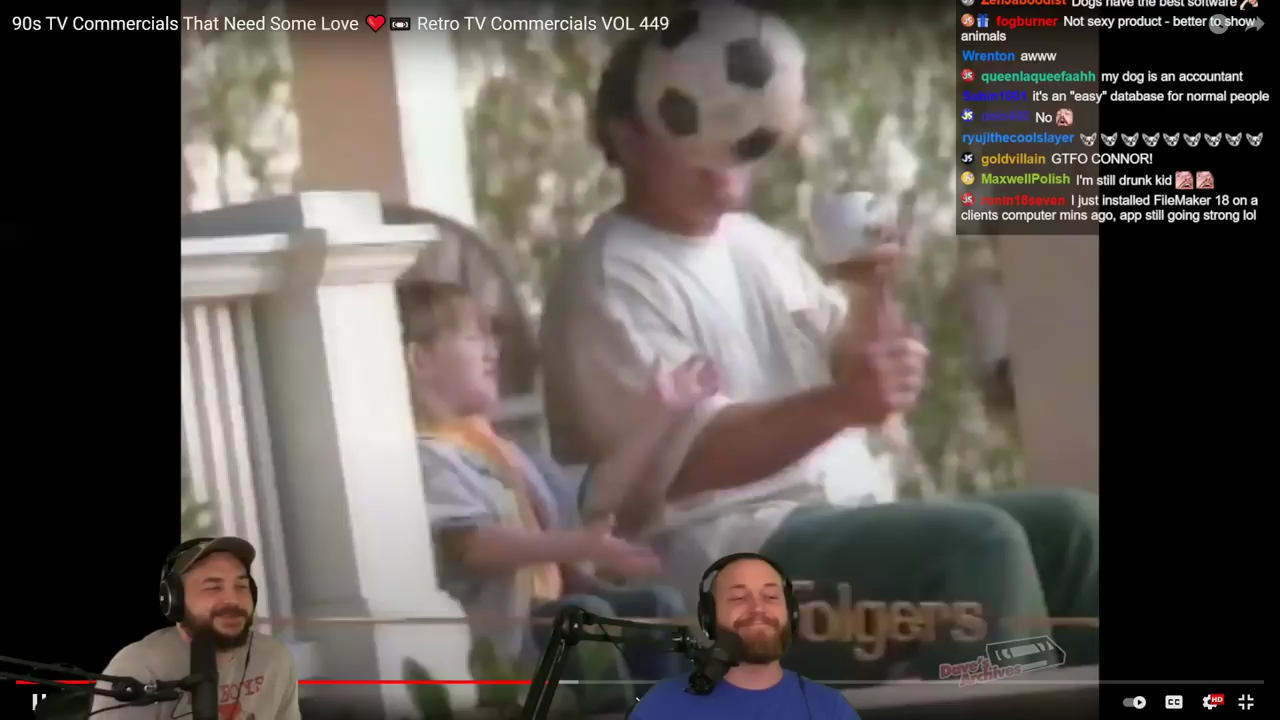 90s TV Commercials That Need Some Love ❤️ 📼 Retro TV Commercials VOL 449
ZenJaboodist Dogs have the best software
fogburner Not sexy product - better to show
animals
Wrenton awww
queenlaqueefaahh my dog is an accountant
it's an "easy" database for normal people
No
ryujithecoolslayer
goldvillain GTFO CONNOR!
MaxwellPolish I'm still drunk kid
I just installed FileMaker 18 on a
clients computer mins ago, app still going strong lol
Folgers
Dave's
Archives
CC
HD